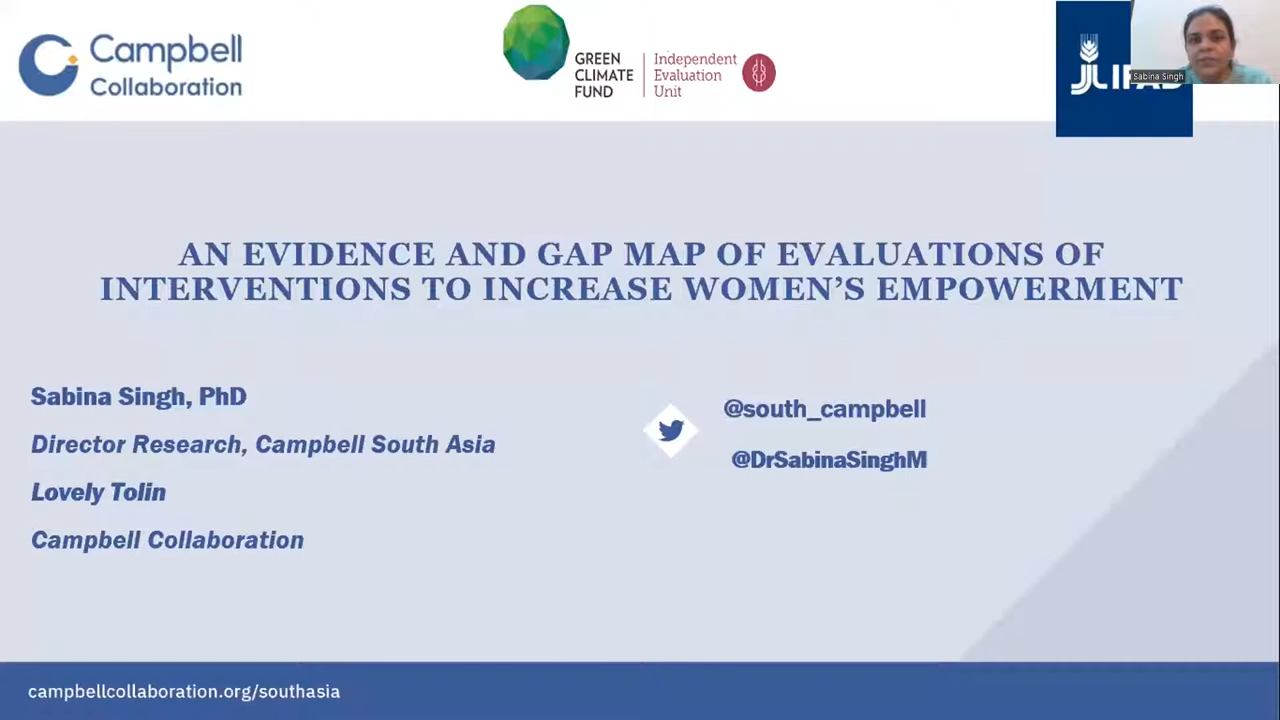 Campbell
Collaboration
GREEN
CLIMATE
FUND
Independent
Evaluation
Unit
Sabina Singh
AN EVIDENCE AND GAP MAP OF EVALUATIONS OF
INTERVENTIONS TO INCREASE WOMEN’S EMPOWERMENT
Sabina Singh, PhD
Director Research, Campbell South Asia
Lovely Tolin
Campbell Collaboration
@south_campbell
@DrSabinaSinghM
campbellcollaboration.org/southasia